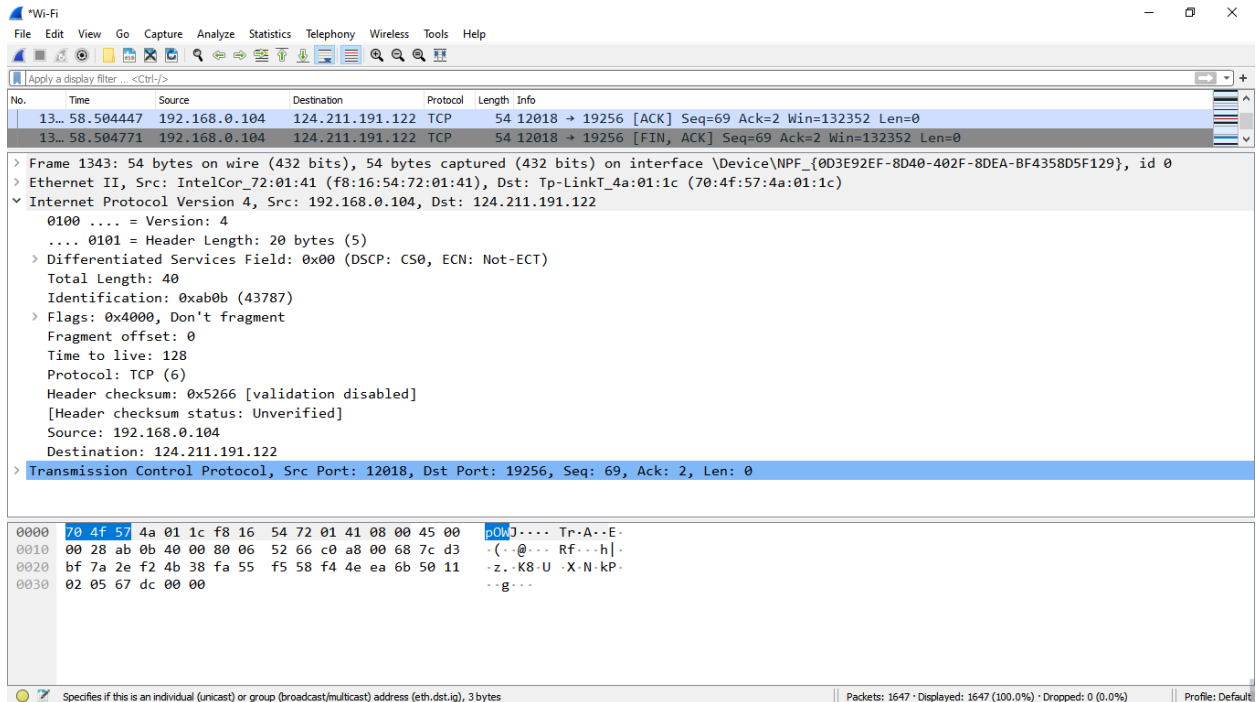 *Wi-Fi
File Edit View Go Capture Analyze Statistics Telephony Wireless Tools Help
Apply a display filter ... <Ctrl-/>
No. Time Source Destination Protocol Length Info
13… 58.504447 192.168.0.104 124.211.191.122 TCP 54 12018 → 19256 [ACK] Seq=69 Ack=2 Win=132352 Len=0
13… 58.504771 192.168.0.104 124.211.191.122 TCP 54 12018 → 19256 [FIN, ACK] Seq=69 Ack=2 Win=132352 Len=0
Frame 1343: 54 bytes on wire (432 bits), 54 bytes captured (432 bits) on interface \Device\NPF_{0D3E92EF-8D40-402F-8DEA-BF4358D5F129}, id 0
Ethernet II, Src: IntelCor_72:01:41 (f8:16:54:72:01:41), Dst: Tp-LinkT_4a:01:1c (70:4f:57:4a:01:1c)
Internet Protocol Version 4, Src: 192.168.0.104, Dst: 124.211.191.122
0100 .... = Version: 4
.... 0101 = Header Length: 20 bytes (5)
Differentiated Services Field: 0x00 (DSCP: CS0, ECN: Not-ECT)
Total Length: 40
Identification: 0xab0b (43787)
Flags: 0x4000, Don't fragment
Fragment offset: 0
Time to live: 128
Protocol: TCP (6)
Header checksum: 0x5266 [validation disabled]
[Header checksum status: Unverified]
Source: 192.168.0.104
Destination: 124.211.191.122
Transmission Control Protocol, Src Port: 12018, Dst Port: 19256, Seq: 69, Ack: 2, Len: 0
0000 70 4f 57 4a 01 1c f8 16 54 72 01 41 08 00 45 00 pOWJ···· Tr·A··E·
0010 00 28 ab 0b 40 00 80 06 52 66 c0 a8 00 68 7c d3 ·(··@··· Rf···h|·
0020 bf 7a 2e f2 4b 38 fa 55 f5 58 f4 4e ea 6b 50 11 ·z.·K8·U ·X·N·kP·
0030 02 05 67 dc 00 00 ··g···
Specifies if this is an individual (unicast) or group (broadcast/multicast) address (eth.dst.ig), 3 bytes
Packets: 1647 · Displayed: 1647 (100.0%) · Dropped: 0 (0.0%)
Profile: Default